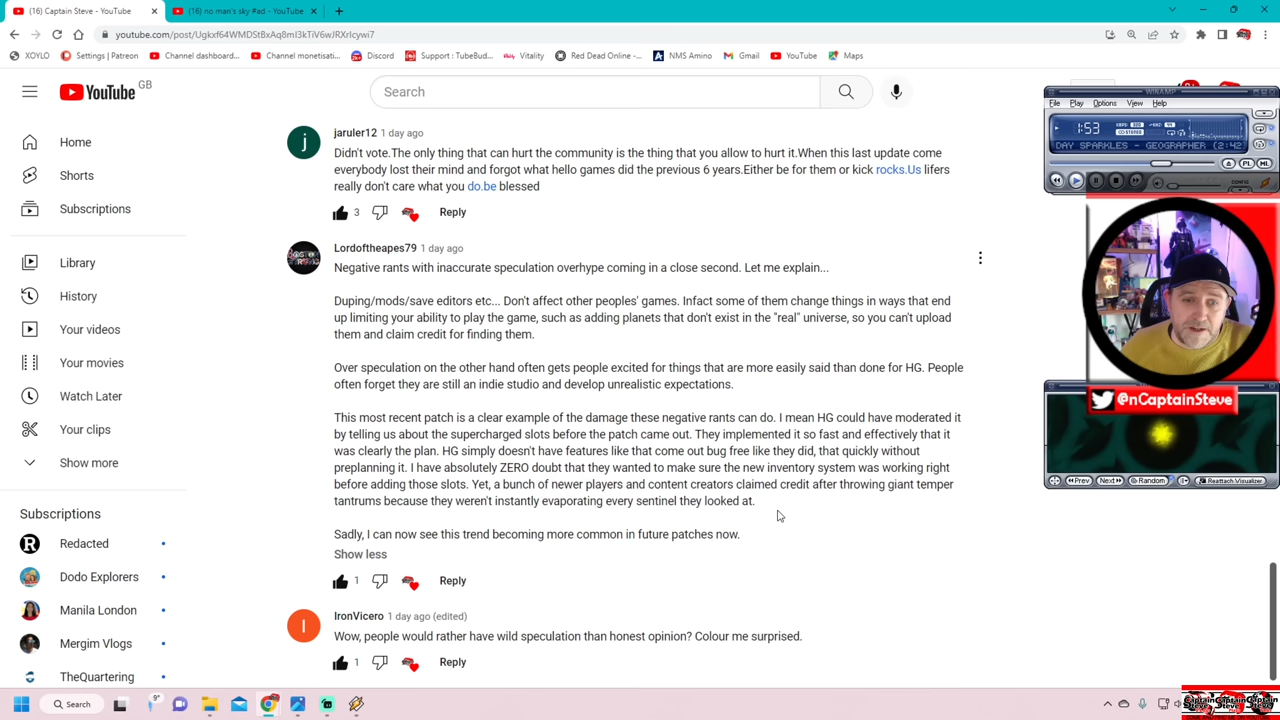 (16) Captain Steve - YouTube
(16) no man's sky #ad - YouTube
youtube.com/post/Ugkxf64WMDStBxAq8mI3kTiV6wJRXrIcywi7
XOYLO
Settings | Patreon
Channel dashboard...
Channel monetisati...
Discord
Support : TubeBud...
Vitality
Red Dead Online -...
NMS Amino
Gmail
YouTube
Maps
YouTube GB
Search
Home
Shorts
Subscriptions
Library
History
Your videos
Your movies
Watch Later
Your clips
Show more
Subscriptions
Redacted
Dodo Explorers
Manila London
Mergim Vlogs
TheQuartering
jaruler12 1 day ago
Didn't vote.The only thing that can hurt the community is the thing that you allow to hurt it.When this last update come
everybody lost their mind and forgot what hello games did the previous 6 years.Either be for them or kick rocks.Us lifers
really don't care what you do.be blessed
3 Reply
Lordoftheapes79 1 day ago
Negative rants with inaccurate speculation overhype coming in a close second. Let me explain...
Duping/mods/save editors etc... Don't affect other peoples' games. Infact some of them change things in ways that end
up limiting your ability to play the game, such as adding planets that don't exist in the "real" universe, so you can't upload
them and claim credit for finding them.
Over speculation on the other hand often gets people excited for things that are more easily said than done for HG. People
often forget they are still an indie studio and develop unrealistic expectations.
This most recent patch is a clear example of the damage these negative rants can do. I mean HG could have moderated it
by telling us about the supercharged slots before the patch came out. They implemented it so fast and effectively that it
was clearly the plan. HG simply doesn't have features like that come out bug free like they did, that quickly without
preplanning it. I have absolutely ZERO doubt that they wanted to make sure the new inventory system was working right
before adding those slots. Yet, a bunch of newer players and content creators claimed credit after throwing giant temper
tantrums because they weren't instantly evaporating every sentinel they looked at.
Sadly, I can now see this trend becoming more common in future patches now.
Show less
1 Reply
IronVicero 1 day ago (edited)
Wow, people would rather have wild speculation than honest opinion? Colour me surprised.
1 Reply
WINAMP
File Play Options View Help
1:53
DAY SPARKLES - GEOGRAPHER (2:42
PL ML
@nCaptainSteve
Prev Next Random Reattach Visualizer
9°
Search